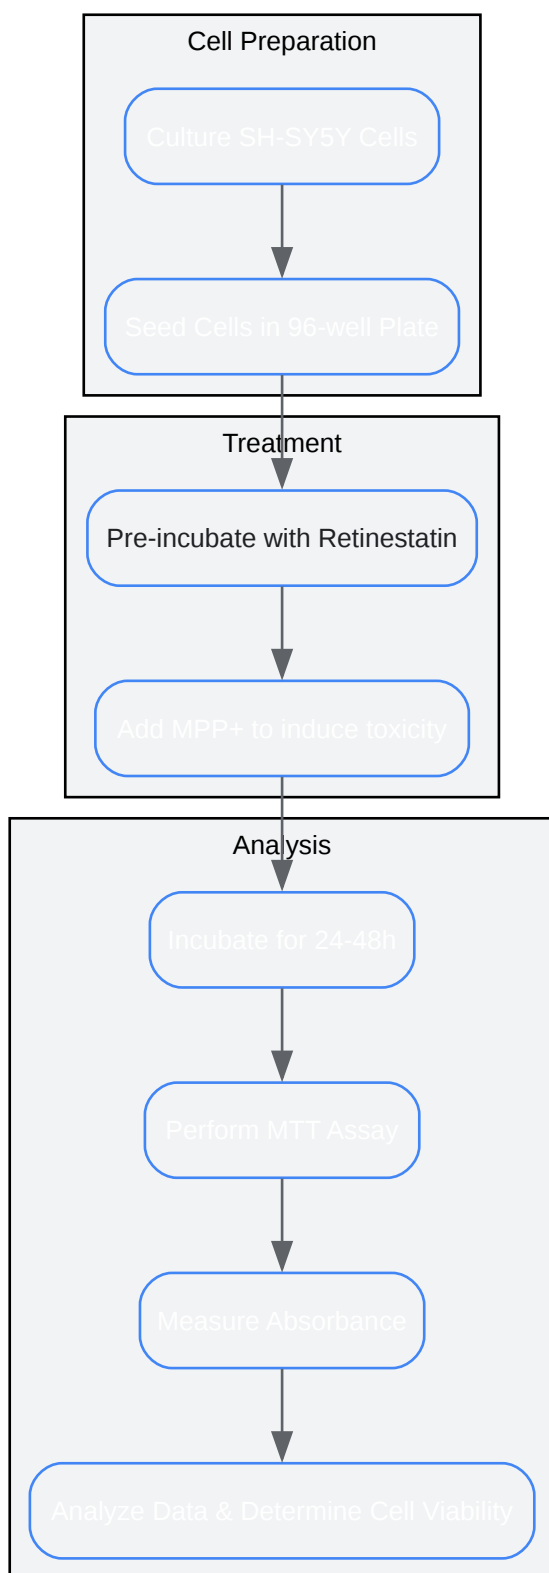 Cell Preparation
Culture SH-SY5Y Cells
Seed Cells in 96-well Plate
Treatment
Pre-incubate with Retinestatin
Add MPP+ to induce toxicity
Analysis
Incubate for 24-48h
Perform MTT Assay
Measure Absorbance
Analyze Data & Determine Cell Viability